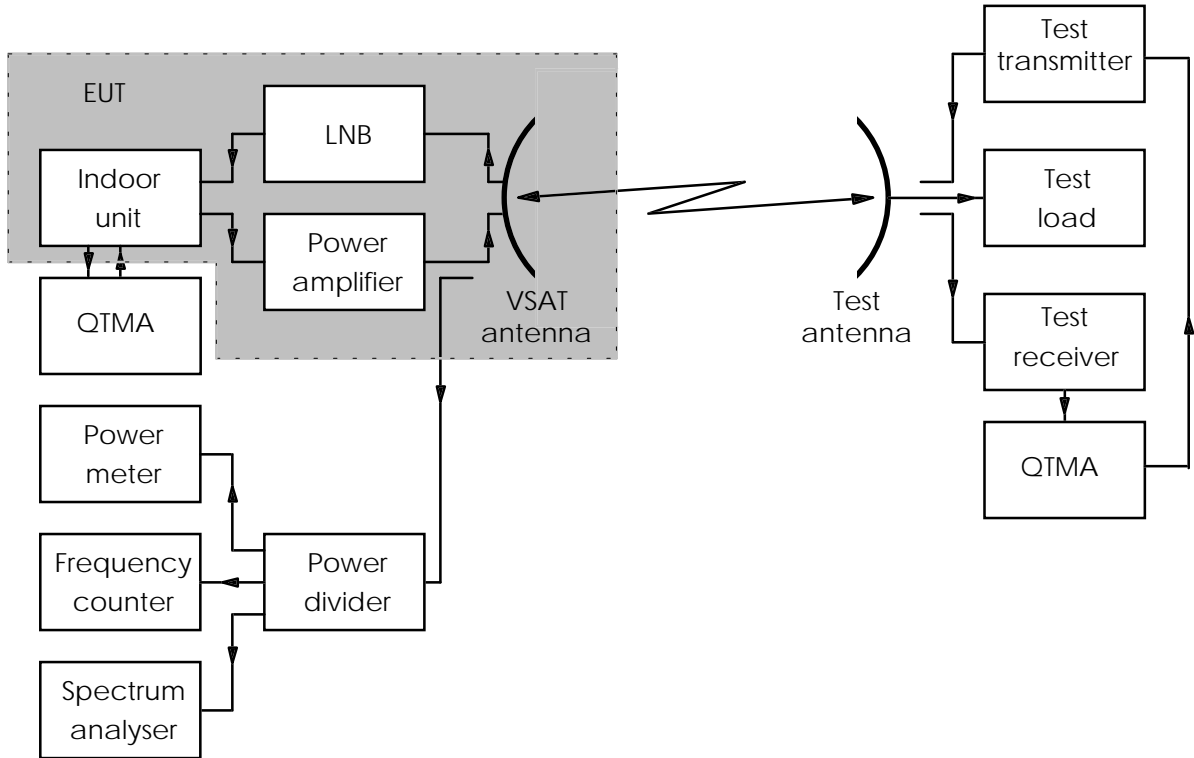 EUT
LNB
Indoor
unit
Power
amplifier
QTMA
VSAT
antenna
Power
meter
Frequency
counter
Spectrum
analyser
Power
divider
Test
antenna
Test
transmitter
Test
load
Test
receiver
QTMA